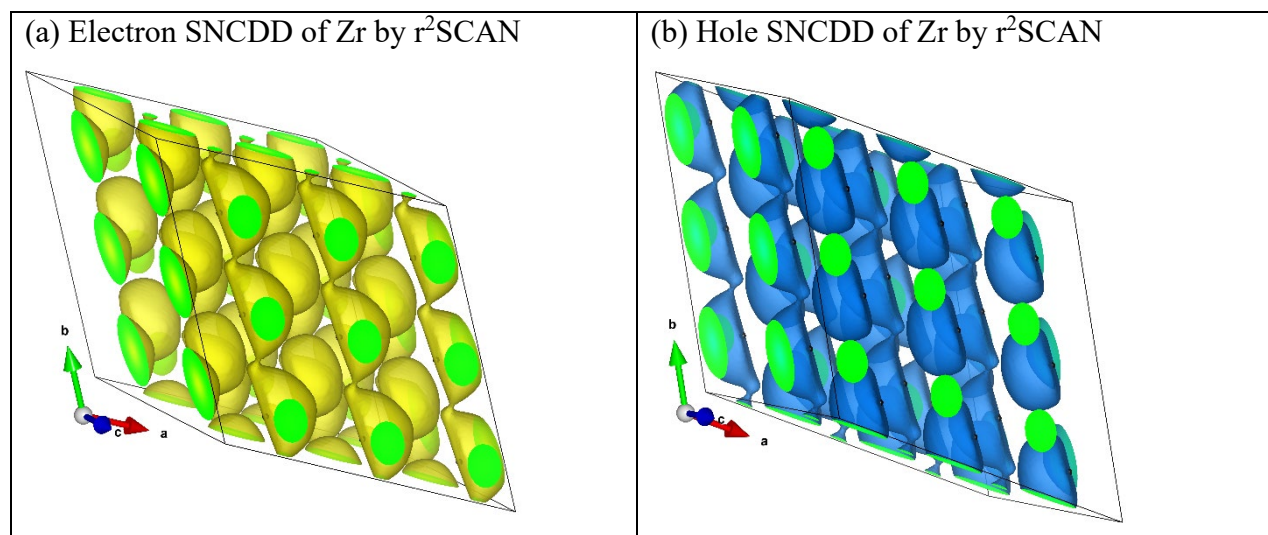 (a) Electron SNCDD of Zr by r²SCAN
(b) Hole SNCDD of Zr by r²SCAN
b
c
a
b
c
a